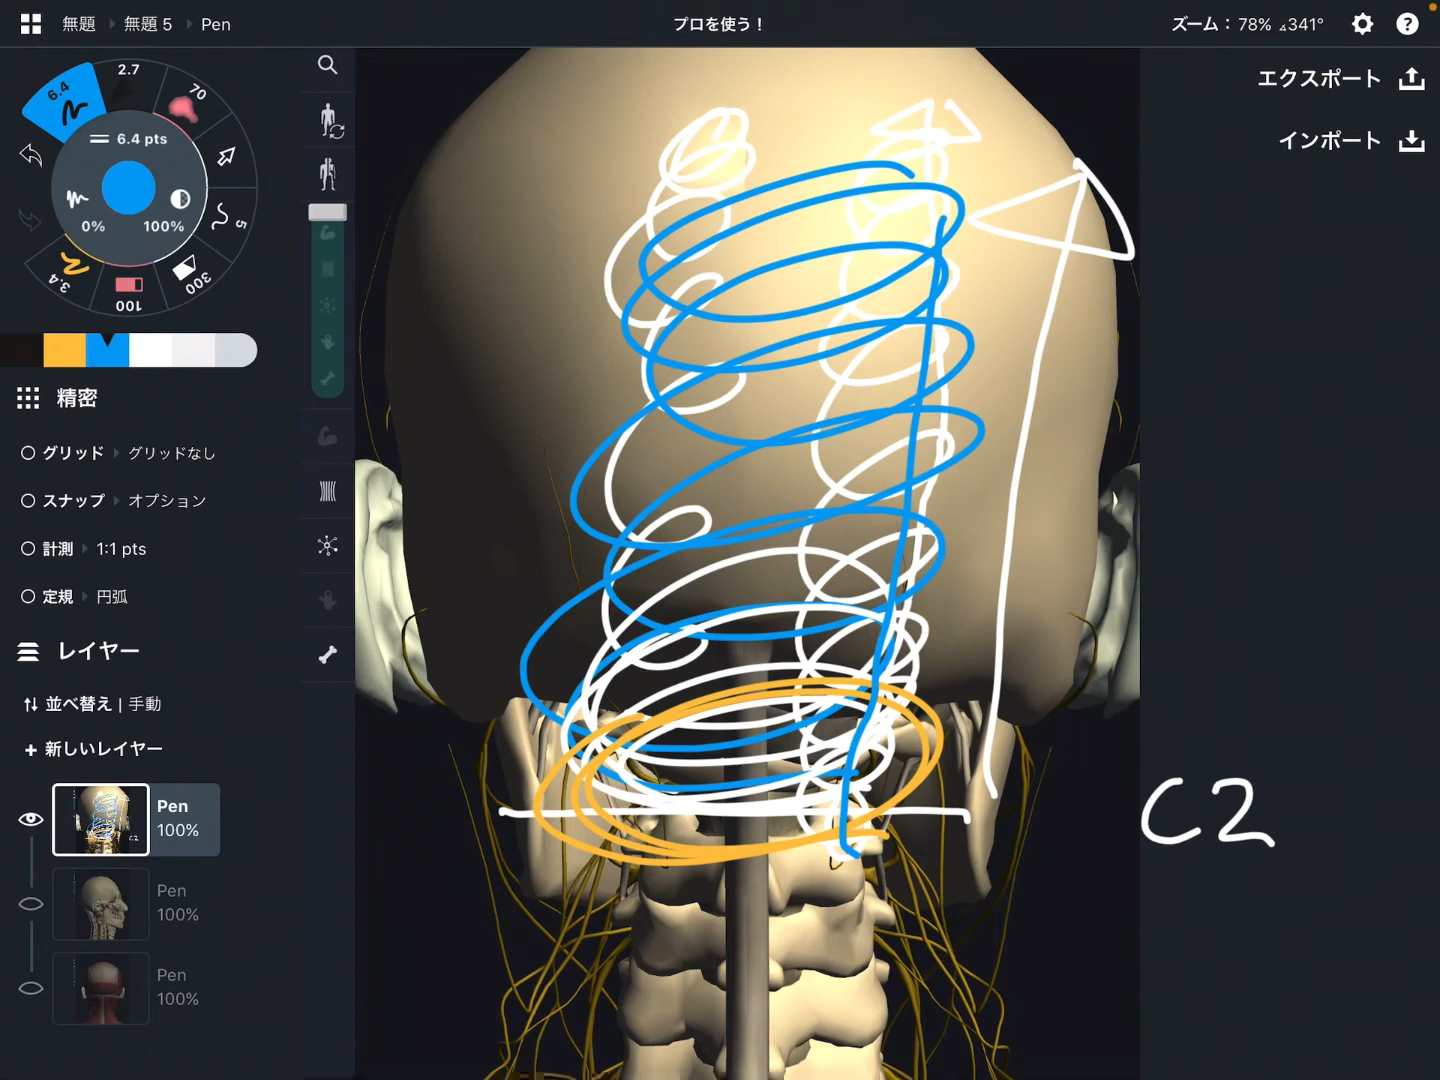 無題 無題 5 Pen
プロを使う！
ズーム： 78% ⊿341°
エクスポート
インポート
6.4
2.7
70
6.4 pts
0%
100%
5
300
100
3.4
精密
グリッド グリッドなし
スナップ オプション
計測 1:1 pts
定規 円弧
レイヤー
並べ替え | 手動
+ 新しいレイヤー
Pen
100%
Pen
100%
Pen
100%
C2